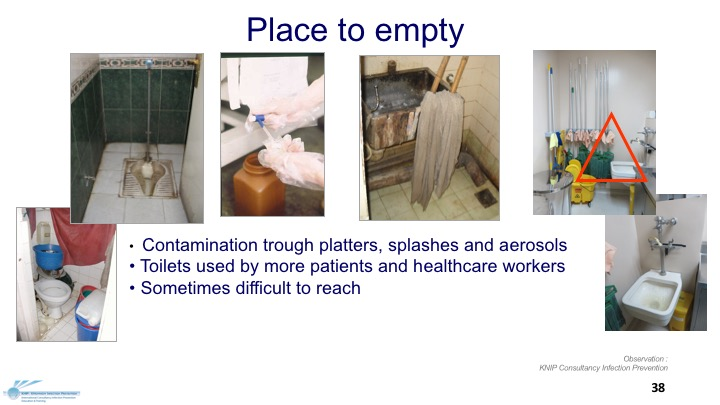 Place to empty
• Contamination trough platters, splashes and aerosols
• Toilets used by more patients and healthcare workers
• Sometimes difficult to reach
Observation :
KNIP Consultancy Infection Prevention
38